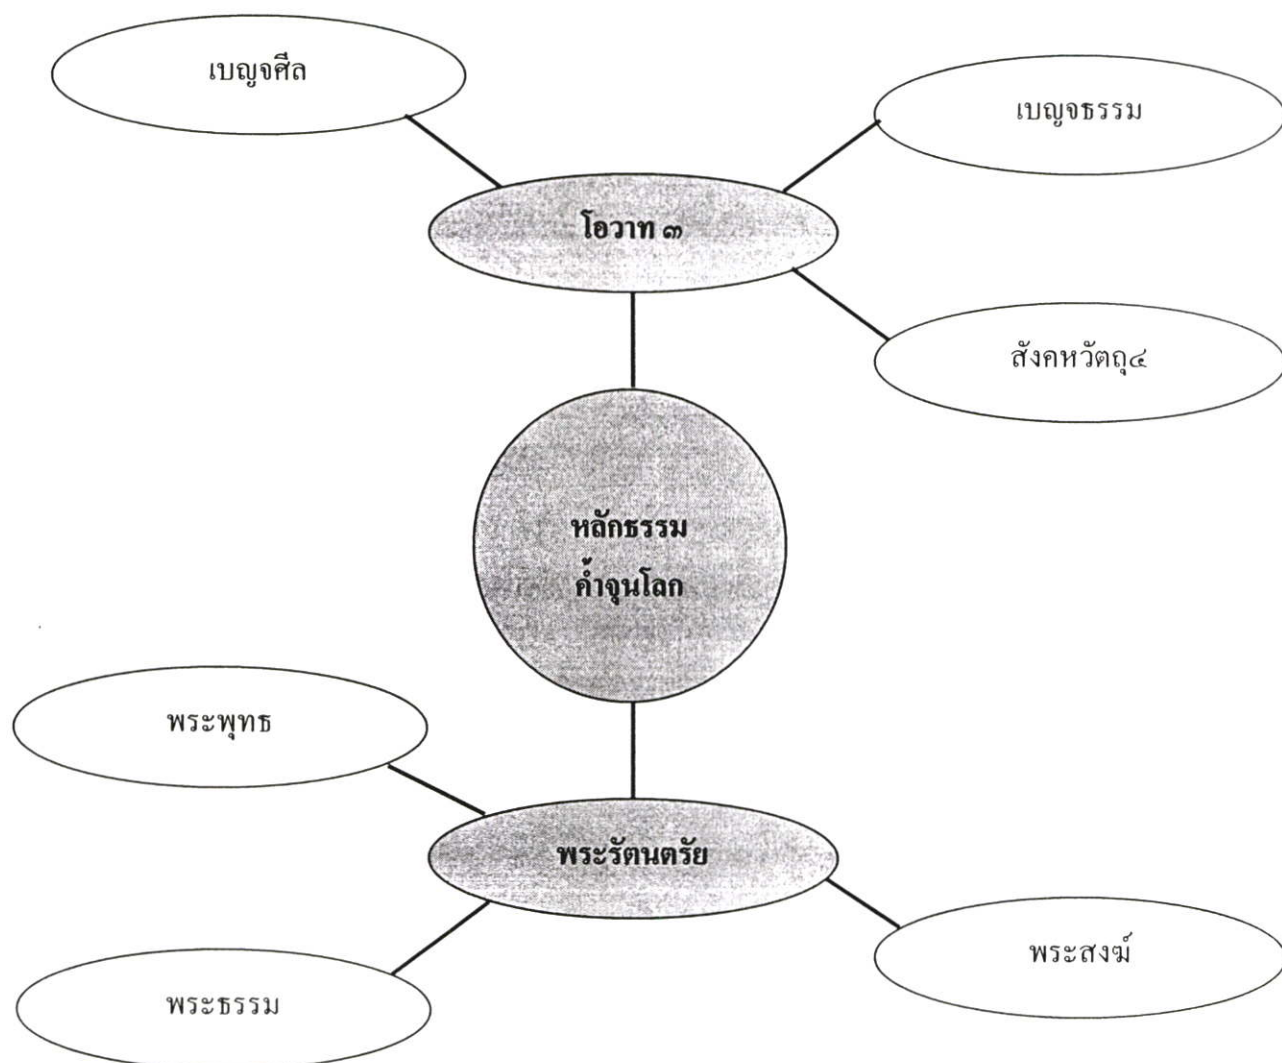 เบญจศีล
เบญจธรรม
โอวาท ๓
สังคหวัตถุ๔
หลักธรรม
ค้ำจุนโลก
พระพุทธ
พระรัตนตรัย
พระสงฆ์
พระธรรม